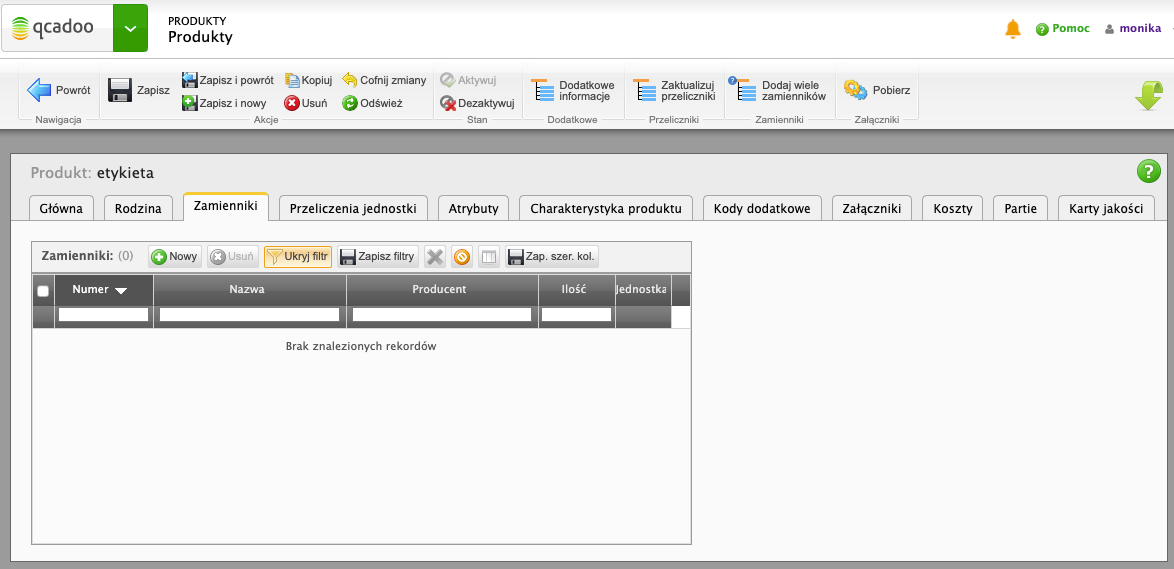 qcadoo
PRODUKTY
Produkty
Pomoc
monika
Powrót
Nawigacja
Zapisz
Zapisz i powrót
Kopiuj
Cofnij zmiany
Zapisz i nowy
Usuń
Odśwież
Akcje
Aktywuj
Dezaktywuj
Stan
Dodatkowe
informacje
Dodatkowe
Zaktualizuj
przeliczniki
Przeliczniki
Dodaj wiele
zamienników
Zamienniki
Pobierz
Załączniki
Produkt: etykieta
Główna
Rodzina
Zamienniki
Przeliczenia jednostki
Atrybuty
Charakterystyka produktu
Kody dodatkowe
Załączniki
Koszty
Partie
Karty jakości
Zamienniki: (0)
Nowy
Usuń
Ukryj filtr
Zapisz filtry
Zap. szer. kol.
Numer
Nazwa
Producent
Ilość
Jednostka
Brak znalezionych rekordów